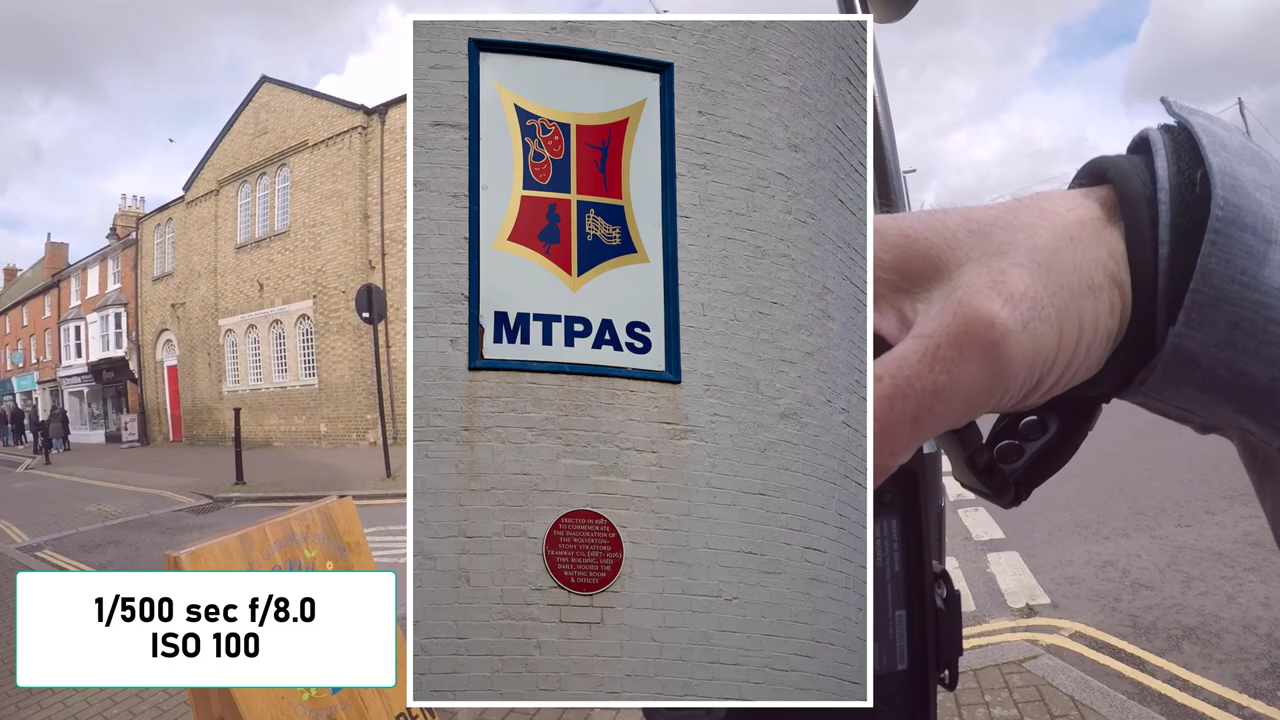 MTPAS
ERECTED IN 1987
TO COMMEMORATE
THE INAUGURATION OF
THE WOLVERTON-
STONY STRATFORD
TRAMWAY CO. (1887-1926)
THIS BUILDING, USED
DAILY, HOUSED THE
WAITING ROOM
& OFFICES
1/500 sec f/8.0
ISO 100